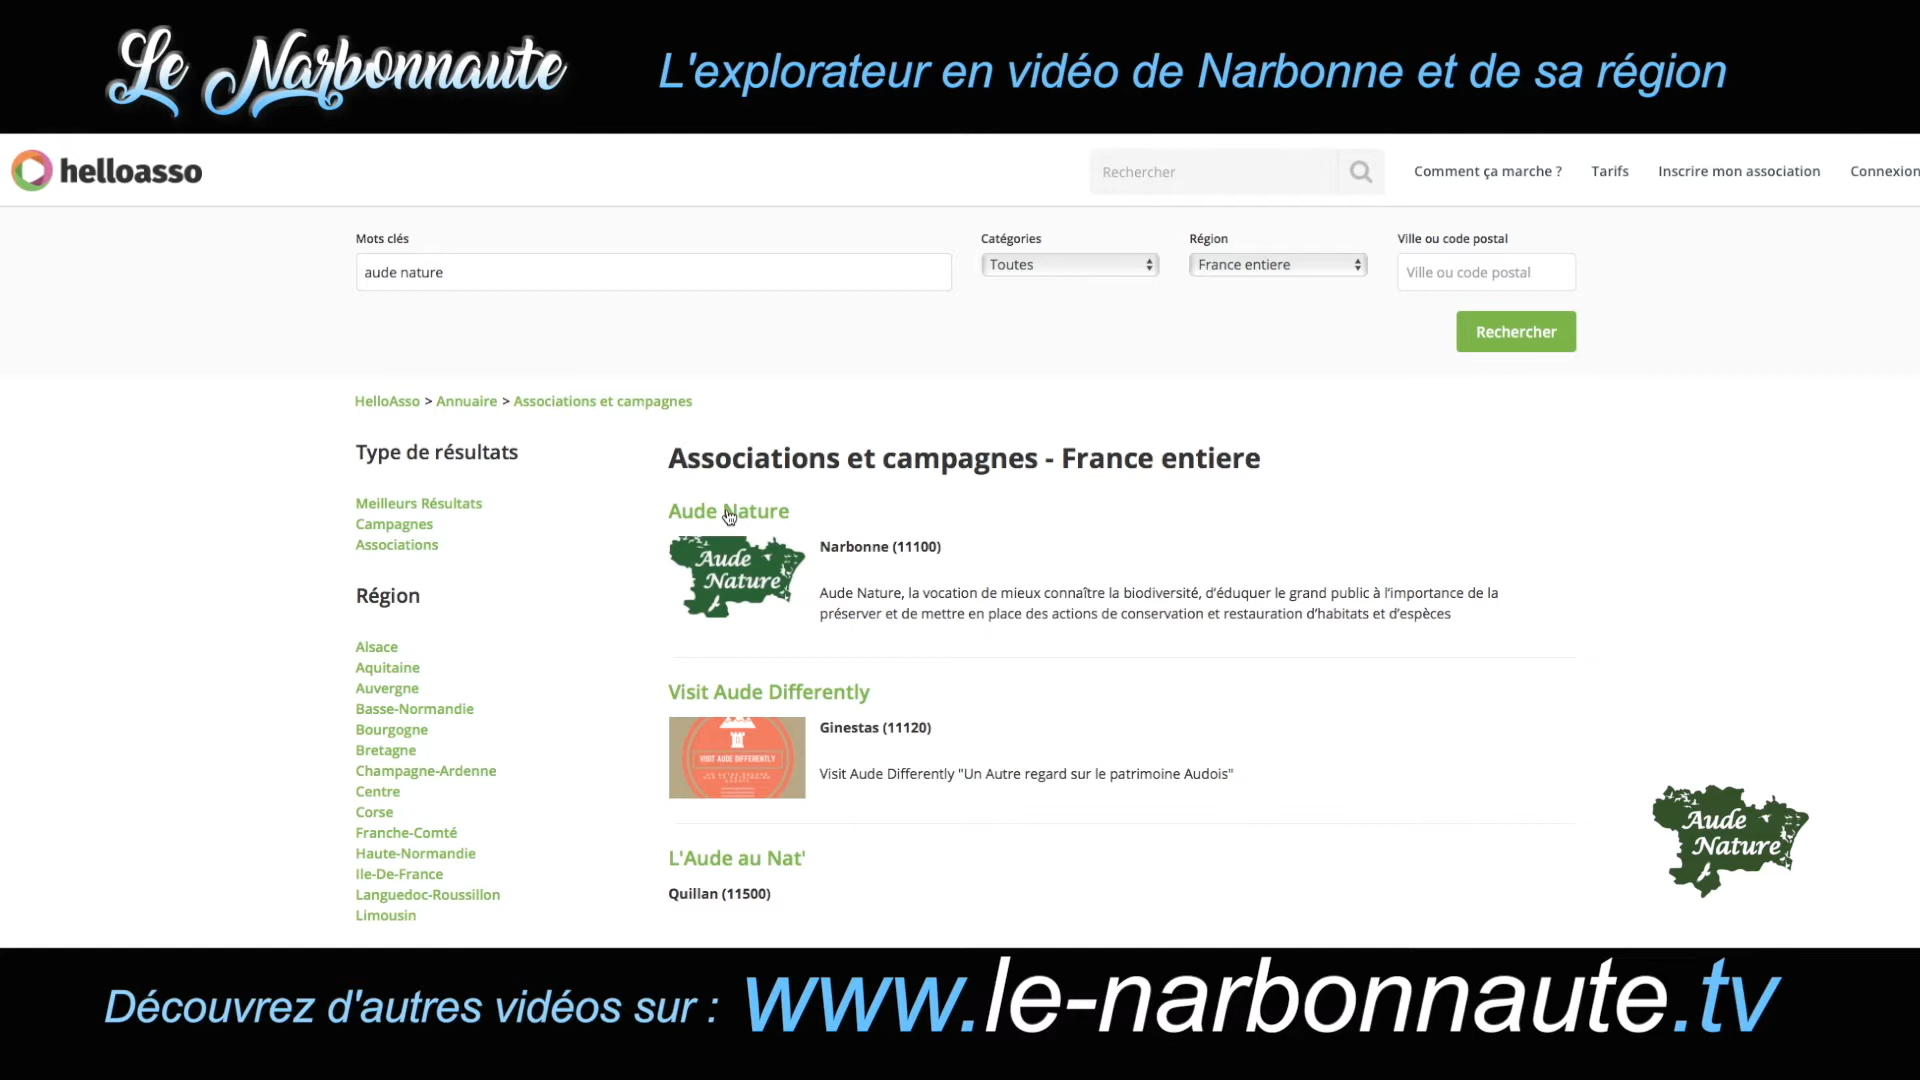 Le Narbonnaute
L'explorateur en vidéo de Narbonne et de sa région
helloasso
Rechercher
Comment ça marche ?
Tarifs
Inscrire mon association
Connexion
Mots clés
Catégories
Région
Ville ou code postal
aude nature
Toutes
France entiere
Ville ou code postal
Rechercher
HelloAsso > Annuaire > Associations et campagnes
Type de résultats
Meilleurs Résultats
Campagnes
Associations
Région
Alsace
Aquitaine
Auvergne
Basse-Normandie
Bourgogne
Bretagne
Champagne-Ardenne
Centre
Corse
Franche-Comté
Haute-Normandie
Ile-De-France
Languedoc-Roussillon
Limousin
Associations et campagnes - France entiere
Aude Nature
Aude
Nature
Narbonne (11100)
Aude Nature, la vocation de mieux connaître la biodiversité, d'éduquer le grand public à l'importance de la
préserver et de mettre en place des actions de conservation et restauration d'habitats et d'espèces
Visit Aude Differently
VISIT AUDE DIFFERENTLY
Ginestas (11120)
Visit Aude Differently "Un Autre regard sur le patrimoine Audois"
L'Aude au Nat'
Quillan (11500)
Aude
Nature
Découvrez d'autres vidéos sur : www.le-narbonnaute.tv